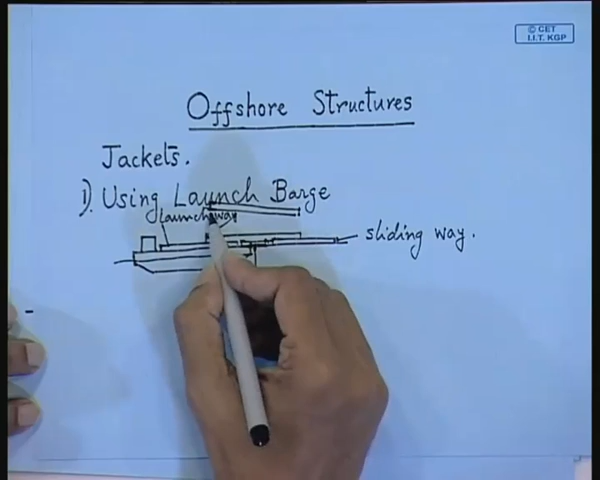 © CET
I.I.T. KGP
Offshore Structures
Jackets.
1). Using Launch Barge
Launchway
sliding way.